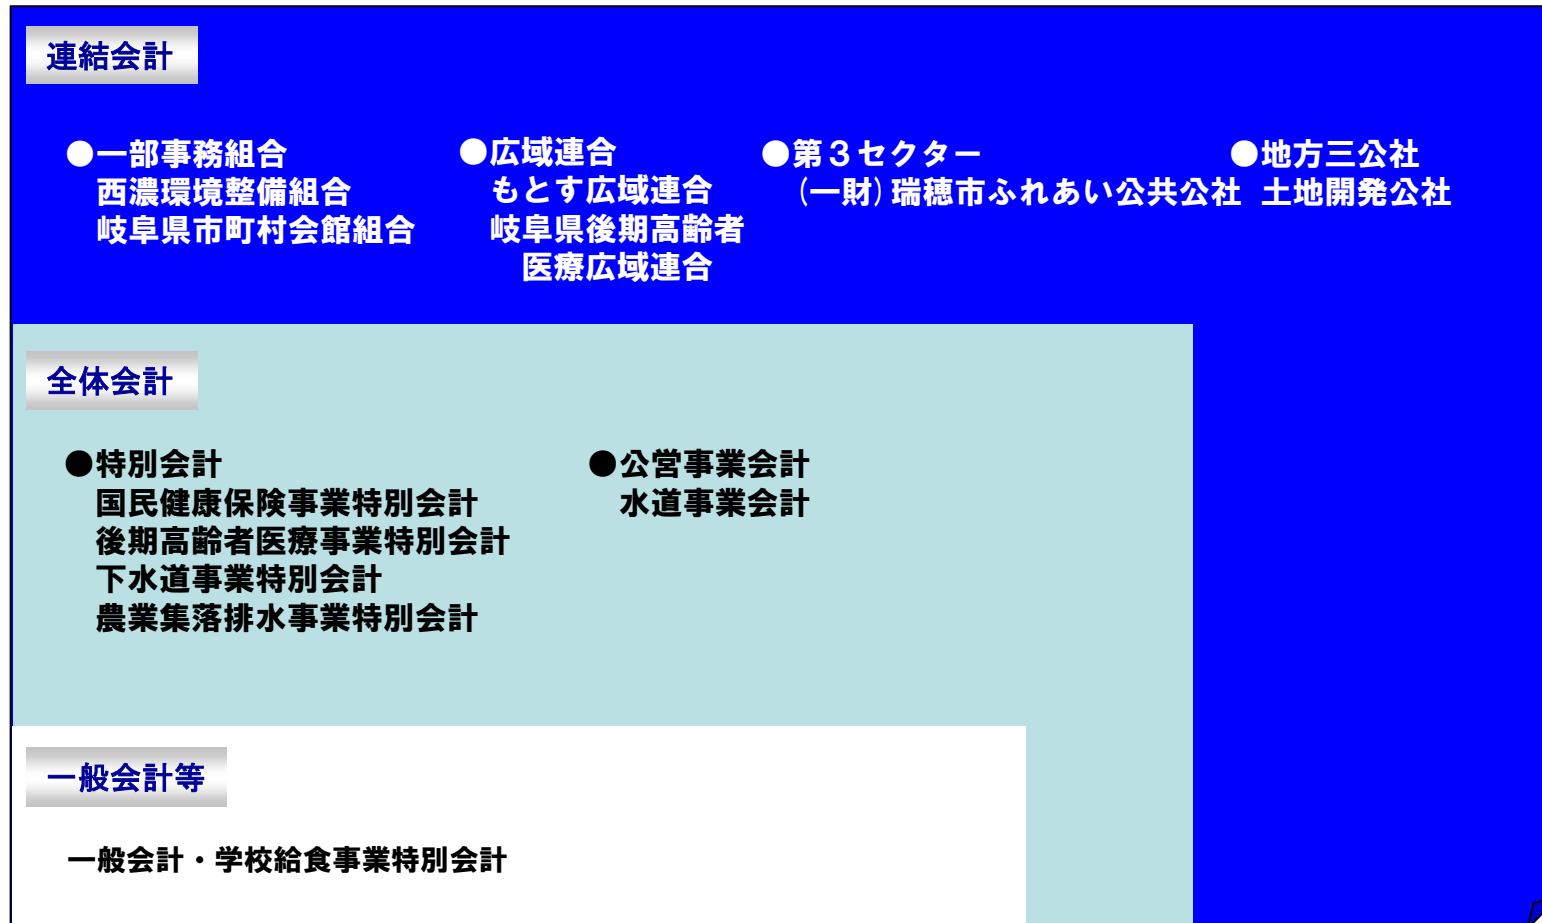 連結会計
●一部事務組合
西濃環境整備組合
岐阜県市町村会館組合
●広域連合
もとす広域連合
岐阜県後期高齢者
医療広域連合
●第３セクター
(一財)瑞穂市ふれあい公共公社
●地方三公社
土地開発公社
全体会計
●特別会計
国民健康保険事業特別会計
後期高齢者医療事業特別会計
下水道事業特別会計
農業集落排水事業特別会計
●公営事業会計
水道事業会計
一般会計等
一般会計・学校給食事業特別会計